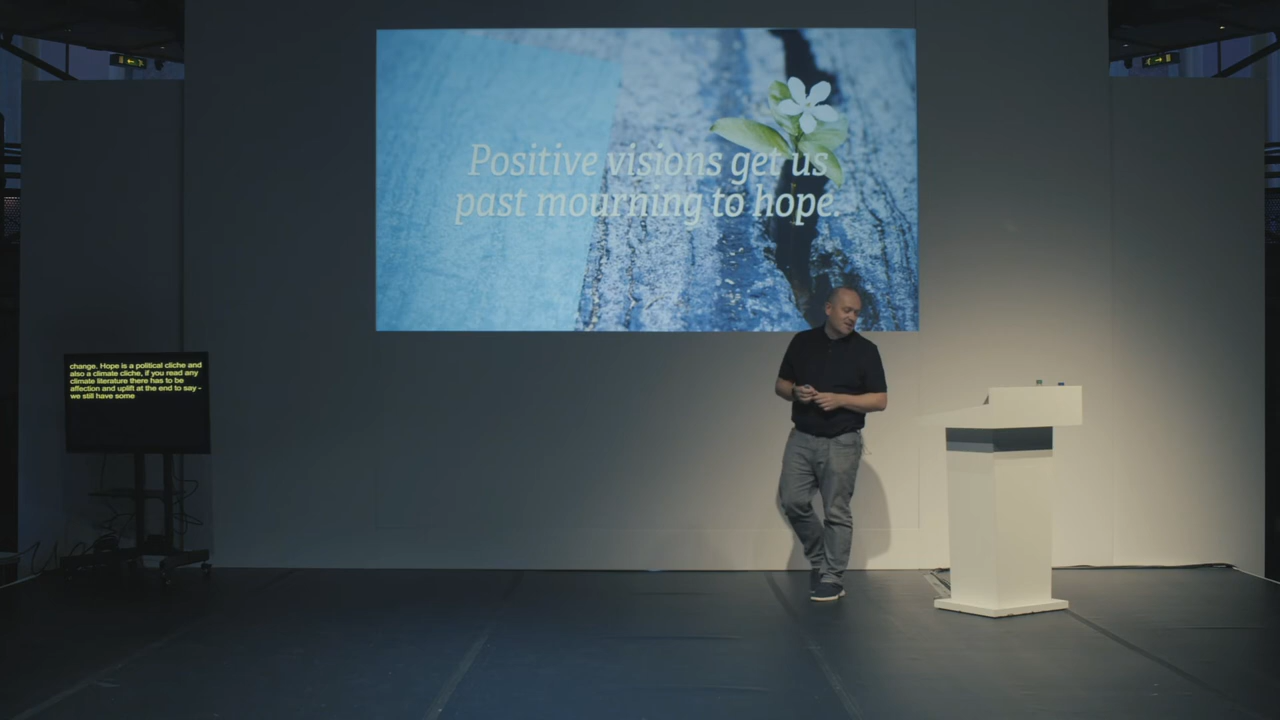 Positive visions get us
past mourning to hope.
change. Hope is a political cliche and
also a climate cliche, if you read any
climate literature there has to be
affection and uplift at the end to say -
we still have some